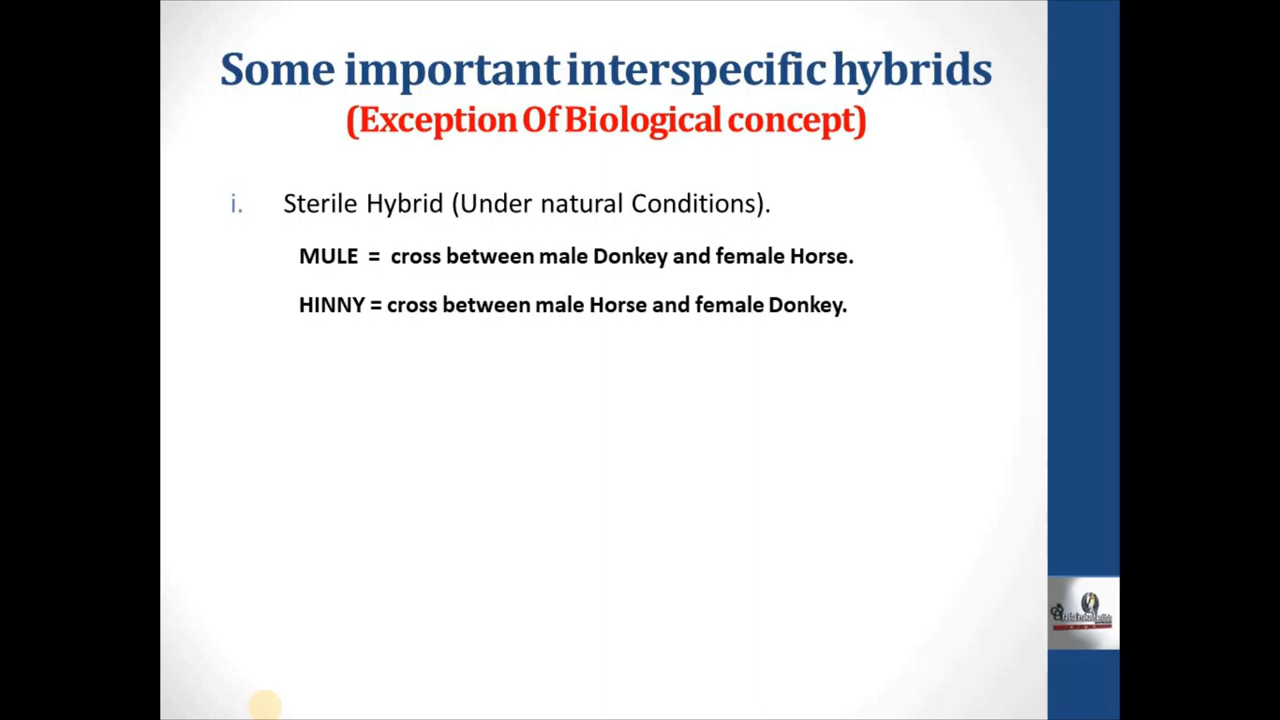 Some important interspecific hybrids
(Exception Of Biological concept)
i. Sterile Hybrid (Under natural Conditions).
MULE = cross between male Donkey and female Horse.
HINNY = cross between male Horse and female Donkey.